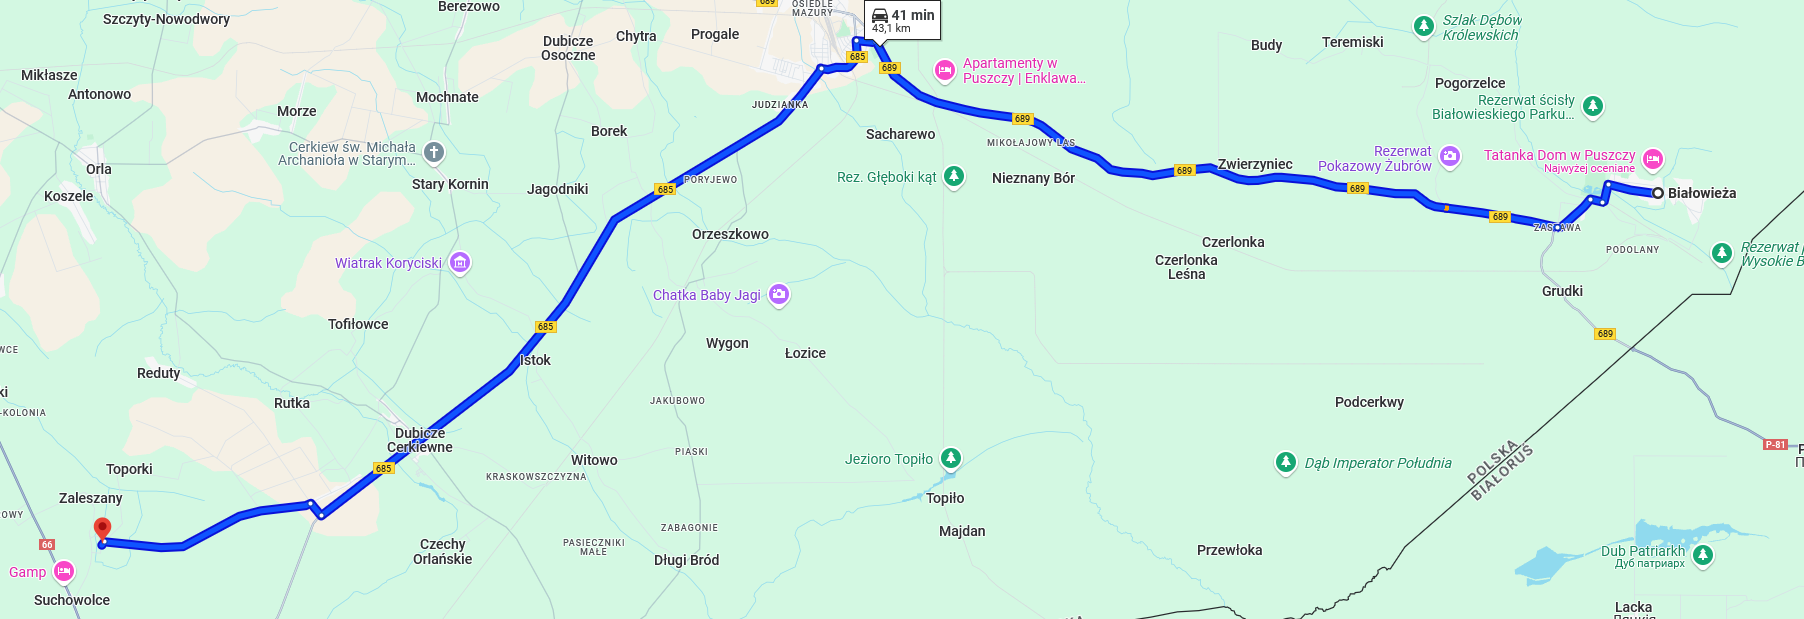 689
OSIEDLE
MAZURY
Berezowo
Szczyty-Nowodwory
41 min
43,1 km
Szlak Dębów
Królewskich
Chytra
Progale
Dubicze
Osoczne
Budy
Teremiski
685
689
Apartamenty w
Puszczy | Enklawa...
Mikłasze
Antonowo
Mochnate
Pogorzelce
Morze
JUDZIANKA
Rezerwat ścisły
Białowieskiego Parku...
689
Borek
Sacharewo
MIKOŁAJOWY LAS
Cerkiew św. Michała
Archanioła w Starym...
Rezerwat
Pokazowy Żubrów
Tatanka Dom w Puszczy
Najwyżej oceniane
Orla
Zwierzyniec
689
Stary Kornin
Jagodniki
PORYJEWO
Rez. Głęboki kąt
Nieznany Bór
685
689
Białowieża
Koszele
689
ZASTAWA
Orzeszkowo
Czerlonka
PODOLANY
Rezerwat p
Wysokie B
Wiatrak Koryciski
Czerlonka
Leśna
Chatka Baby Jagi
Grudki
Tofiłowce
685
689
WCE
Wygon
Łozice
Istok
Reduty
ki
Rutka
JAKUBOWO
Podcerkwy
-KOLONIA
Dubicze
Cerkiewne
P-81
POLSKA
BIAŁORUŚ
PIASKI
Toporki
685
Witowo
Jezioro Topiło
Dąb Imperator Południa
KRASKOWSZCZYZNA
Zaleszany
Topiło
OWY
ZABAGONIE
Majdan
66
Czechy
Orlańskie
PASIECZNIKI
MAŁE
Długi Bród
Przewłoka
Dub Patriarkh
Дуб патриарх
Gamp
Suchowolce
Lacka